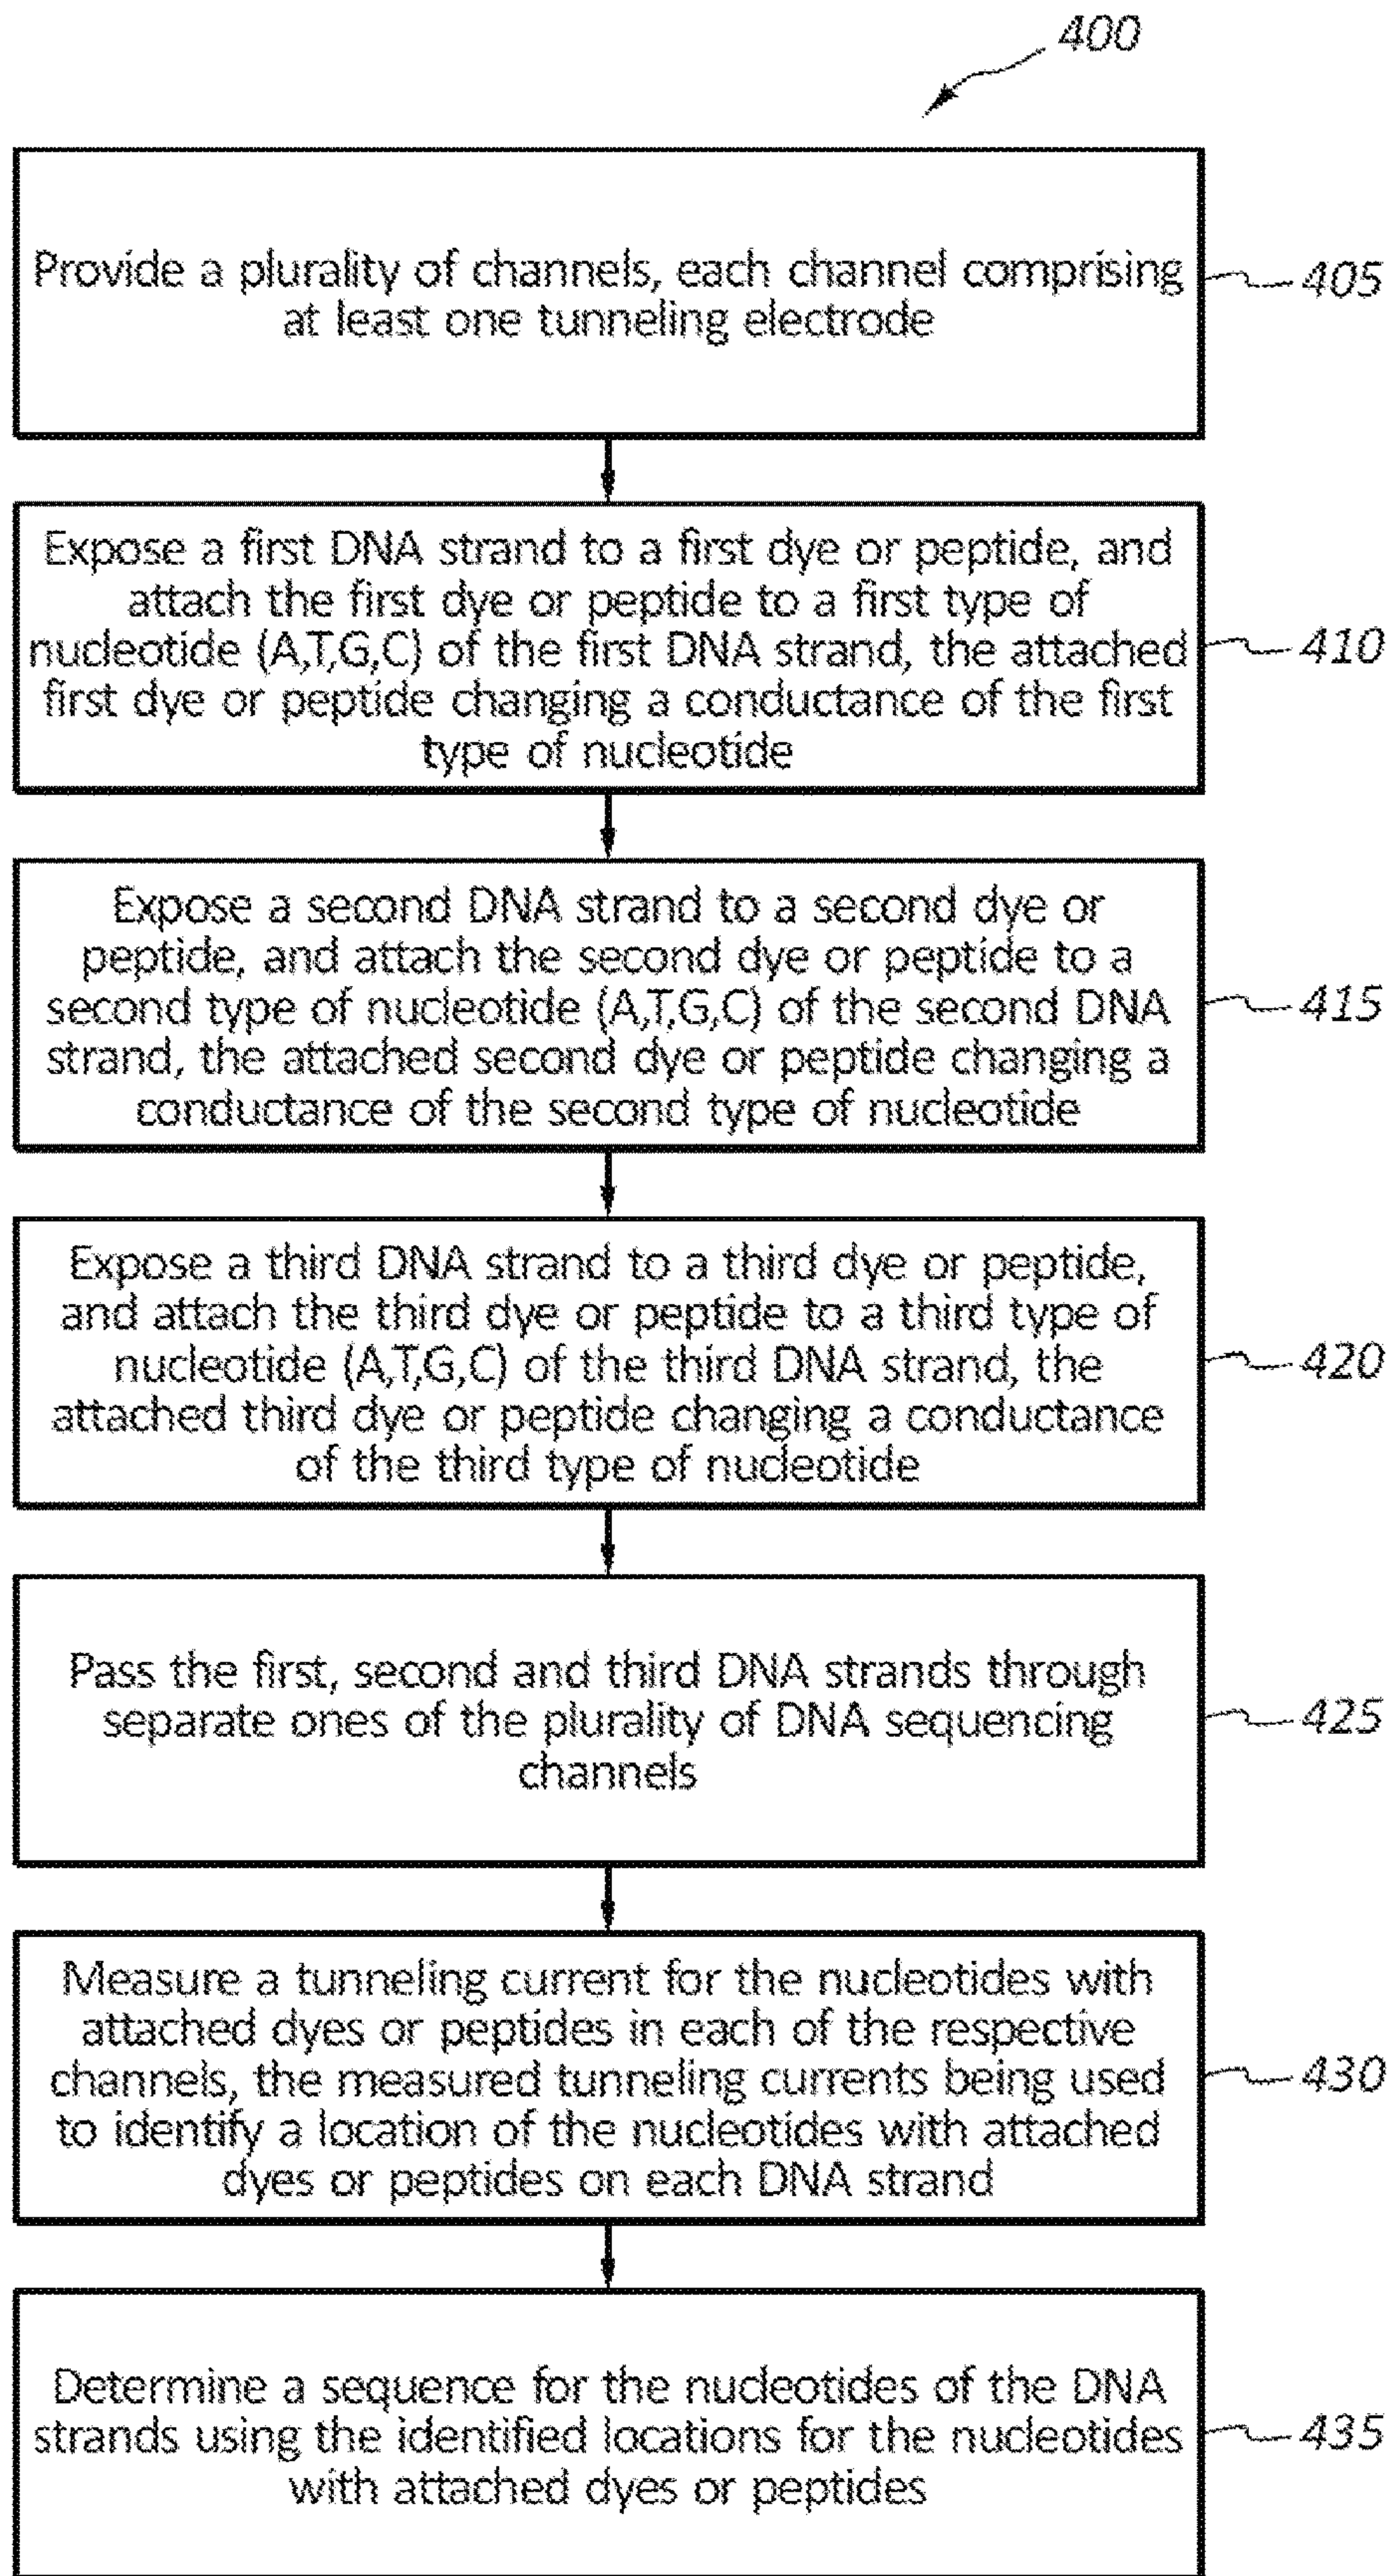 400
Provide a plurality of channels, each channel comprising
at least one tunneling electrode
405
Expose a first DNA strand to a first dye or peptide, and
attach the first dye or peptide to a first type of
nucleotide (A,T,G,C) of the first DNA strand, the attached
first dye or peptide changing a conductance of the first
type of nucleotide
410
Expose a second DNA strand to a second dye or
peptide, and attach the second dye or peptide to a
second type of nucleotide (A,T,G,C) of the second DNA
strand, the attached second dye or peptide changing a
conductance of the second type of nucleotide
415
Expose a third DNA strand to a third dye or peptide,
and attach the third dye or peptide to a third type of
nucleotide (A,T,G,C) of the third DNA strand, the
attached third dye or peptide changing a conductance
of the third type of nucleotide
420
Pass the first, second and third DNA strands through
separate ones of the plurality of DNA sequencing
channels
425
Measure a tunneling current for the nucleotides with
attached dyes or peptides in each of the respective
channels, the measured tunneling currents being used
to identify a location of the nucleotides with attached
dyes or peptides on each DNA strand
430
Determine a sequence for the nucleotides of the DNA
strands using the identified locations for the nucleotides
with attached dyes or peptides
435